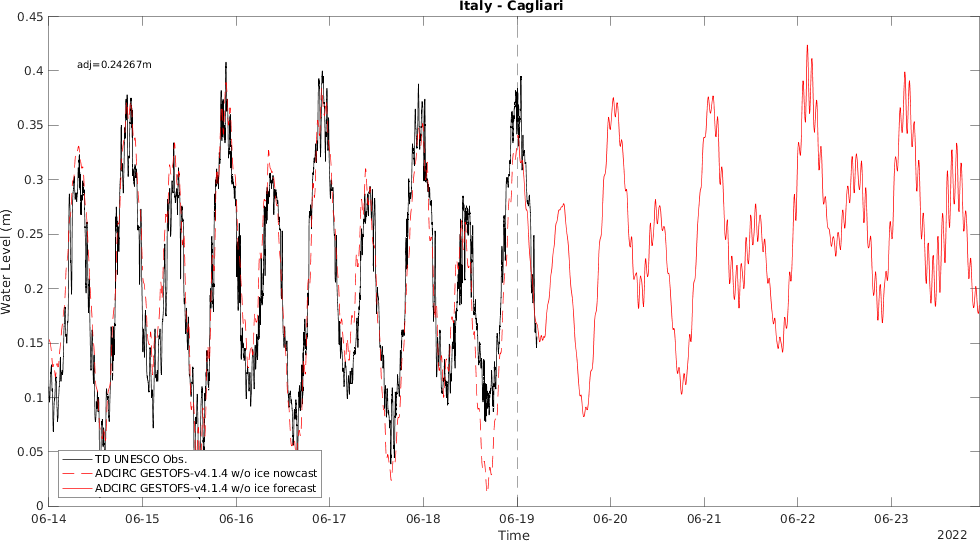 Italy - Cagliari
adj=0.24267m
Water Level (m)
0.45
0.4
0.35
0.3
0.25
0.2
0.15
0.1
0.05
0
TD UNESCO Obs.
ADCIRC GESTOFS-v4.1.4 w/o ice nowcast
ADCIRC GESTOFS-v4.1.4 w/o ice forecast
06-14 06-15 06-16 06-17 06-18 06-19 06-20 06-21 06-22 06-23
Time
2022